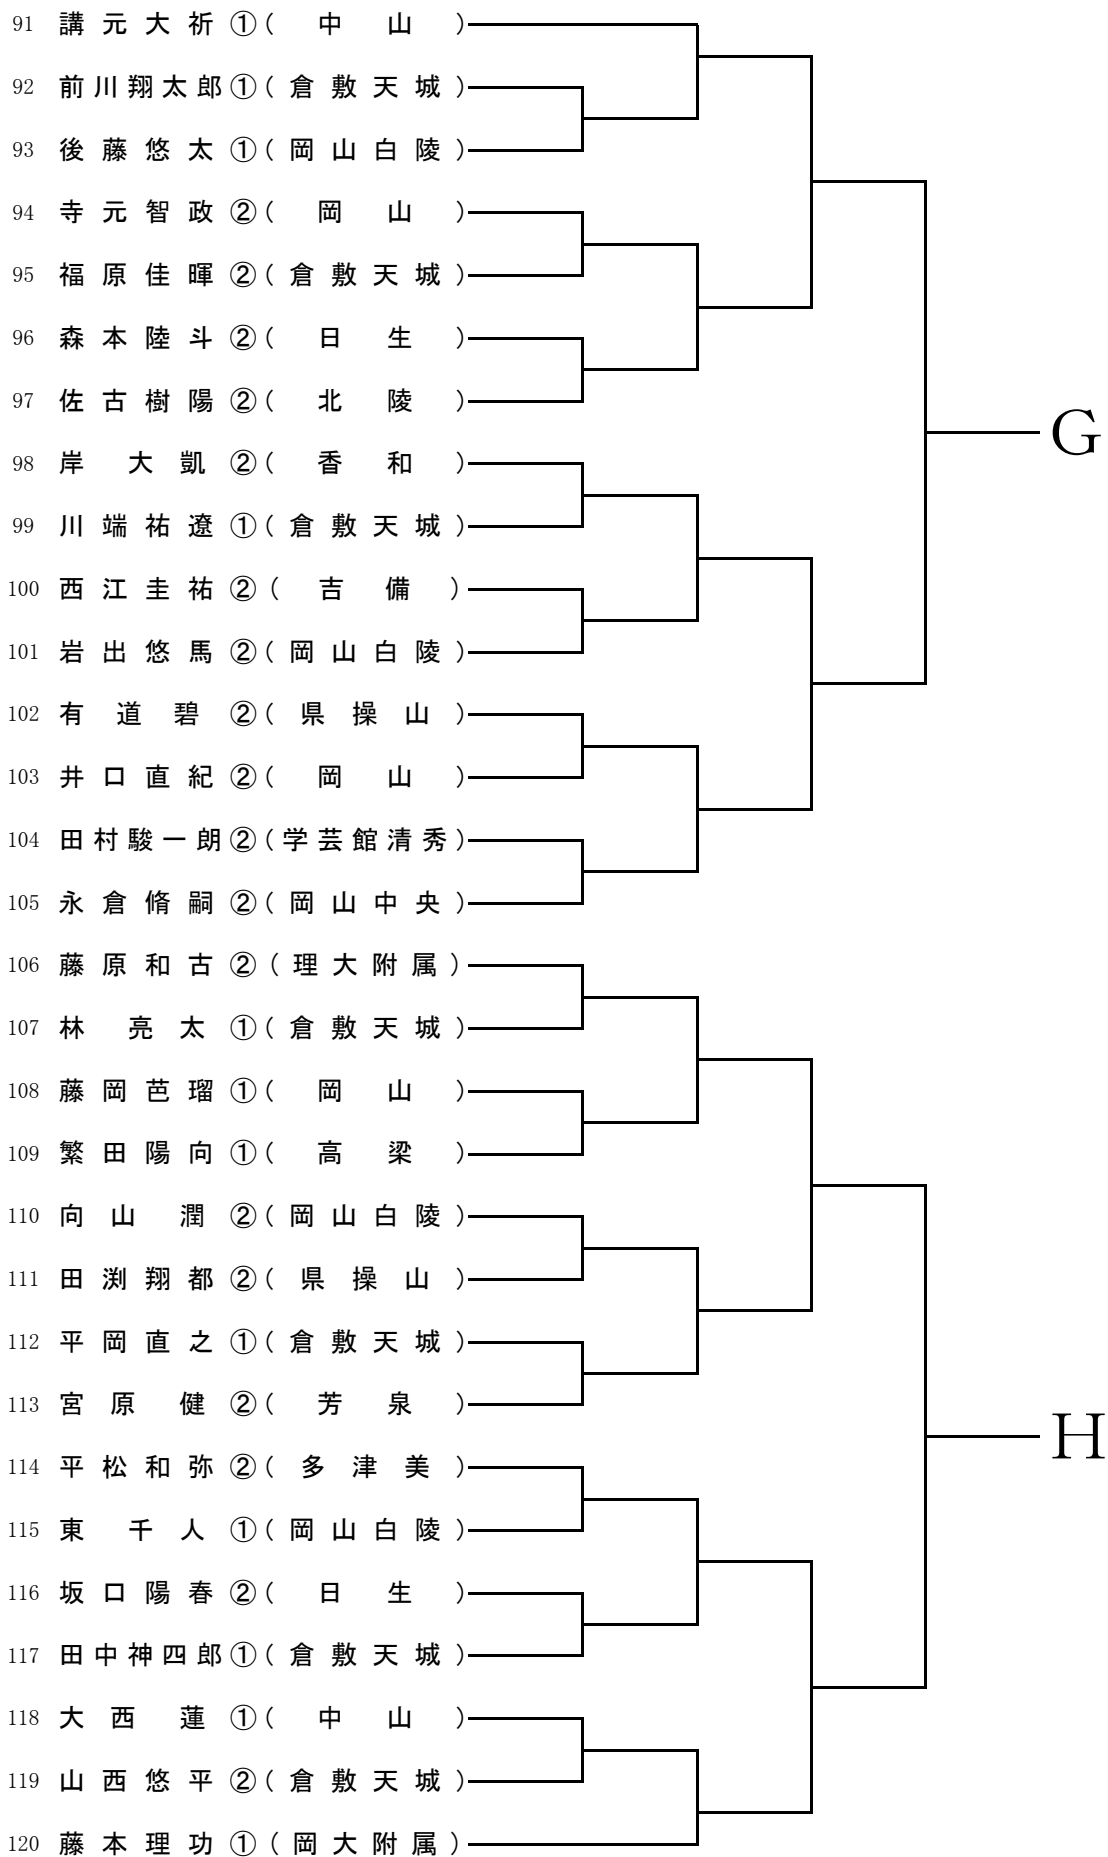 91 講元大祈 ①( 中山 )
92 前川翔太郎 ①( 倉敷天城 )
93 後藤悠太 ①( 岡山白陵 )
94 寺元智政 ②( 岡山 )
95 福原佳暉 ②( 倉敷天城 )
96 森本陸斗 ②( 日生 )
97 佐古樹陽 ②( 北陵 )
G
98 岸大凱 ②( 香和 )
99 川端祐遼 ①( 倉敷天城 )
100 西江圭祐 ②( 吉備 )
101 岩出悠馬 ②( 岡山白陵 )
102 有道碧 ②( 県操山 )
103 井口直紀 ②( 岡山 )
104 田村駿一朗 ②( 学芸館清秀 )
105 永倉脩嗣 ②( 岡山中央 )
106 藤原和古 ②( 理大附属 )
107 林亮太 ①( 倉敷天城 )
108 藤岡芭瑠 ①( 岡山 )
109 繁田陽向 ①( 高梁 )
110 向山潤 ②( 岡山白陵 )
111 田渕翔都 ②( 県操山 )
112 平岡直之 ①( 倉敷天城 )
113 宮原健 ②( 芳泉 )
H
114 平松和弥 ②( 多津美 )
115 東千人 ①( 岡山白陵 )
116 坂口陽春 ②( 日生 )
117 田中神四郎 ①( 倉敷天城 )
118 大西蓮 ①( 中山 )
119 山西悠平 ②( 倉敷天城 )
120 藤本理功 ①( 岡大附属 )